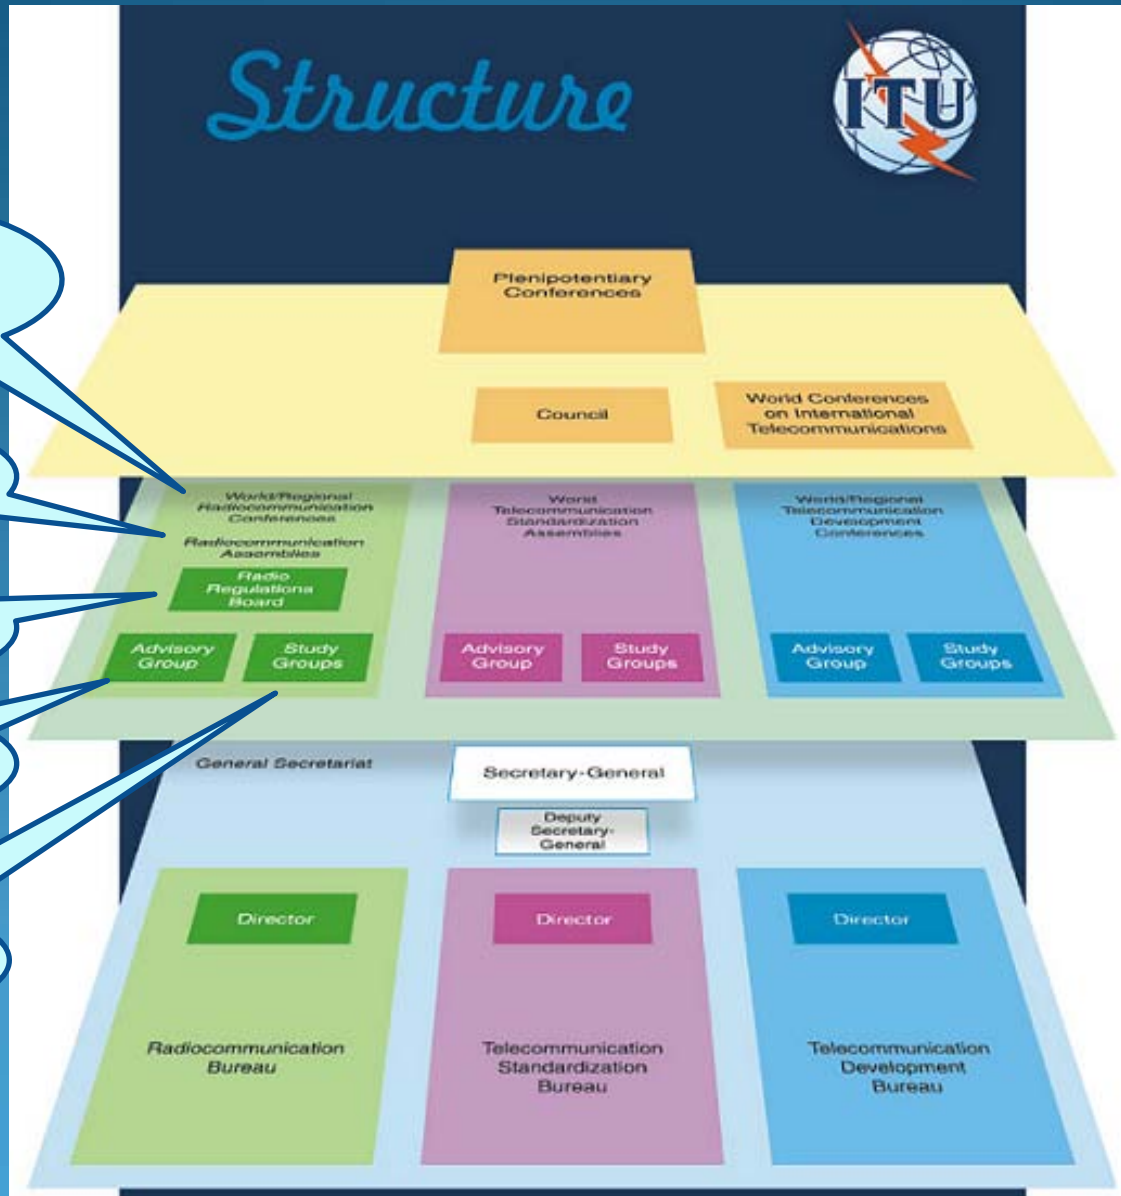 Structure
ITU
Plenipotentiary
Conferences
Council
World Conferences
on International
Telecommunications
World/Regional
Radiocommunication
Conferences
Radiocommunication
Assemblies
Radio
Regulations
Board
Advisory
Group
Study
Groups
World
Telecommunication
Standardization
Assemblies
Advisory
Group
Study
Groups
World/Regional
Telecommunication
Development
Conferences
Advisory
Group
Study
Groups
General Secretariat
Secretary-General
Deputy
Secretary-
General
Director
Radiocommunication
Bureau
Director
Telecommunication
Standardization
Bureau
Director
Telecommunication
Development
Bureau